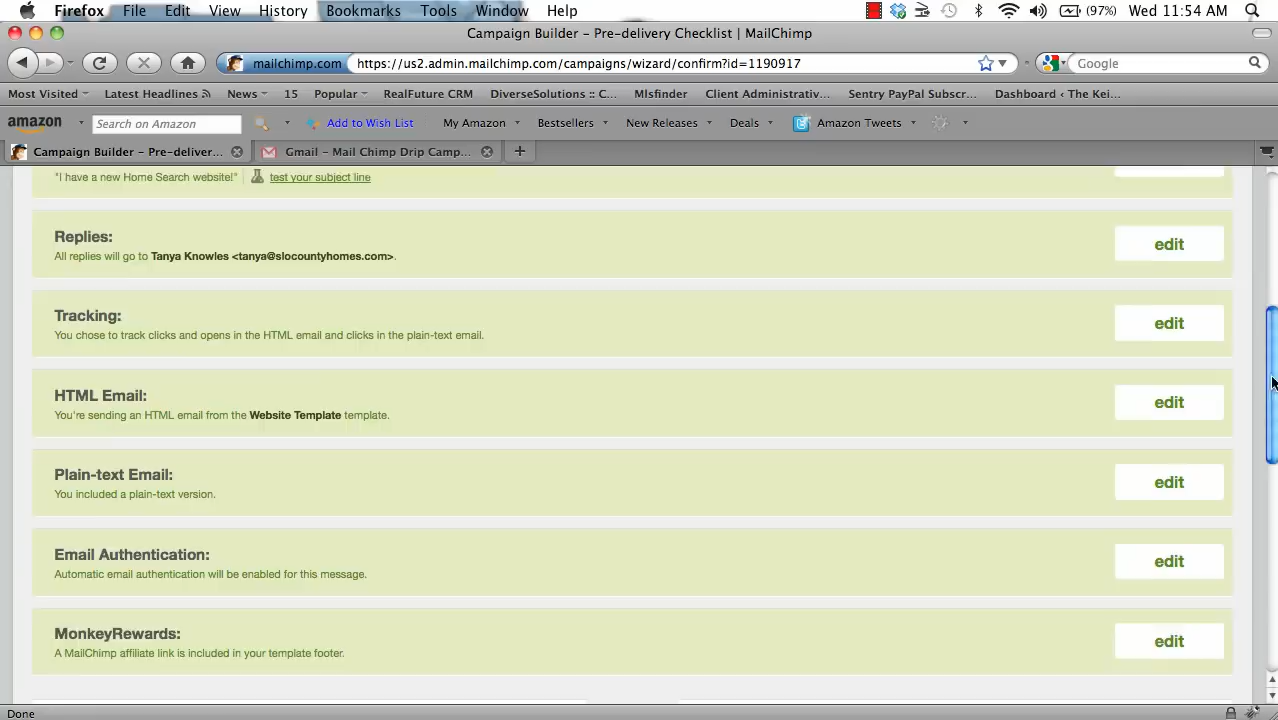 Firefox File Edit View History Bookmarks Tools Window Help (97%) Wed 11:54 AM
Campaign Builder – Pre-delivery Checklist | MailChimp
mailchimp.com https://us2.admin.mailchimp.com/campaigns/wizard/confirm?id=1190917 Google
Most Visited Latest Headlines News 15 Popular RealFuture CRM DiverseSolutions :: C... MIsfinder Client Administrativ... Sentry PayPal Subscr... Dashboard ‹ The Kei...
amazon Search on Amazon Add to Wish List My Amazon Bestsellers New Releases Deals Amazon Tweets
Campaign Builder – Pre-deliver... Gmail – Mail Chimp Drip Camp...
"I have a new Home Search website!" test your subject line
Replies:
All replies will go to Tanya Knowles <tanya@slocountyhomes.com>.
edit
Tracking:
You chose to track clicks and opens in the HTML email and clicks in the plain-text email.
edit
HTML Email:
You're sending an HTML email from the Website Template template.
edit
Plain-text Email:
You included a plain-text version.
edit
Email Authentication:
Automatic email authentication will be enabled for this message.
edit
MonkeyRewards:
A MailChimp affiliate link is included in your template footer.
edit
Done